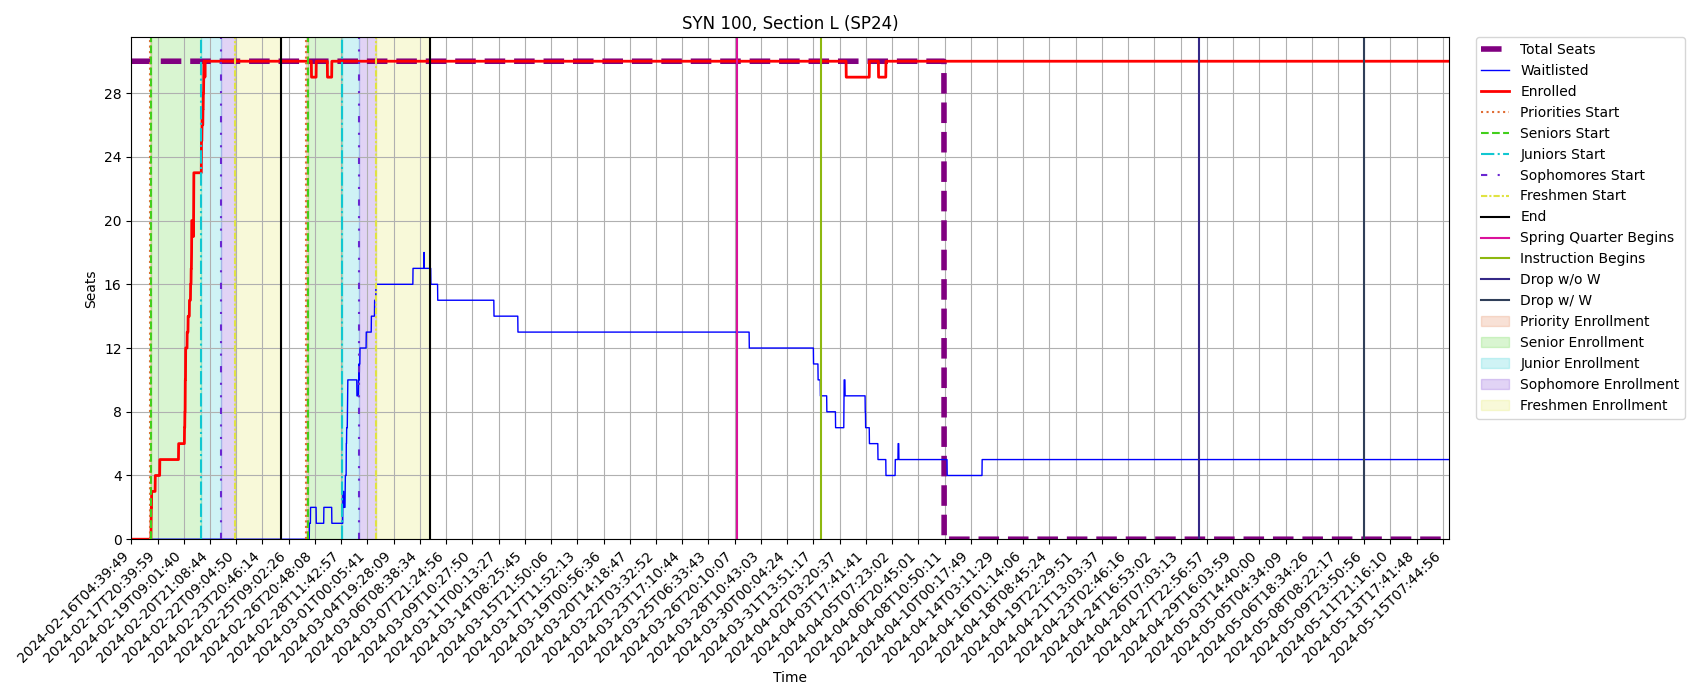 SYN 100, Section L (SP24)
Seats
28
24
20
16
12
8
4
0
2024-02-16T04:39:49
2024-02-17T20:39:59
2024-02-19T09:01:40
2024-02-20T21:08:44
2024-02-22T09:04:50
2024-02-23T20:46:14
2024-02-25T09:02:26
2024-02-26T20:48:08
2024-02-28T11:42:57
2024-03-01T00:05:41
2024-03-04T19:28:09
2024-03-06T08:38:34
2024-03-07T21:24:56
2024-03-09T10:27:50
2024-03-11T00:13:27
2024-03-14T08:25:45
2024-03-15T21:50:06
2024-03-17T11:52:13
2024-03-19T00:56:36
2024-03-20T14:18:47
2024-03-22T03:32:52
2024-03-23T17:10:44
2024-03-25T06:33:43
2024-03-26T20:10:07
2024-03-28T10:43:03
2024-03-30T00:04:24
2024-03-31T13:51:17
2024-04-02T03:20:37
2024-04-03T17:41:41
2024-04-05T07:23:02
2024-04-06T20:45:01
2024-04-08T10:50:11
2024-04-10T00:17:49
2024-04-14T03:11:29
2024-04-16T01:14:06
2024-04-18T08:45:24
2024-04-19T22:29:51
2024-04-21T13:03:37
2024-04-23T02:46:16
2024-04-24T16:53:02
2024-04-26T07:03:13
2024-04-27T22:56:57
2024-04-29T16:03:59
2024-05-03T14:40:00
2024-05-05T04:34:09
2024-05-06T18:34:26
2024-05-08T08:22:17
2024-05-09T23:50:56
2024-05-11T21:16:10
2024-05-13T17:41:48
2024-05-15T07:44:56
Time
Total Seats
Waitlisted
Enrolled
Priorities Start
Seniors Start
Juniors Start
Sophomores Start
Freshmen Start
End
Spring Quarter Begins
Instruction Begins
Drop w/o W
Drop w/ W
Priority Enrollment
Senior Enrollment
Junior Enrollment
Sophomore Enrollment
Freshmen Enrollment